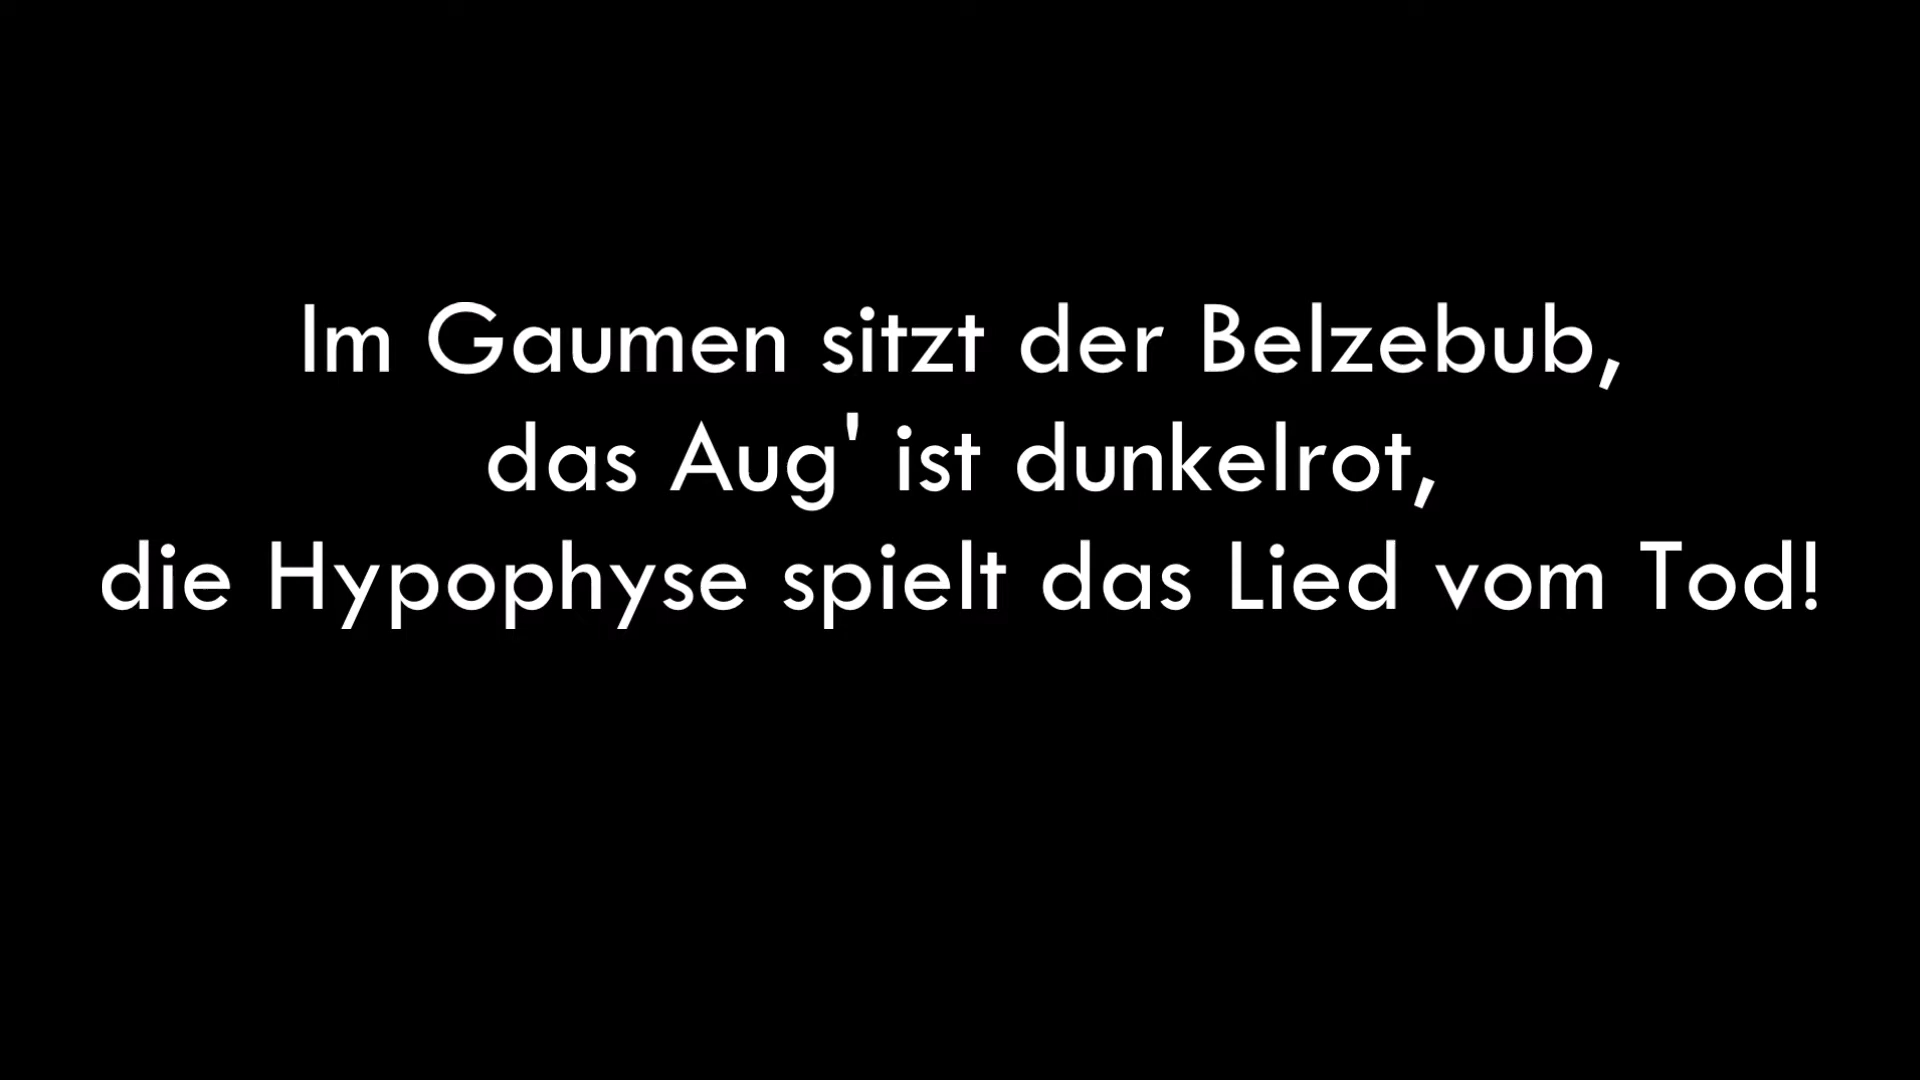 Im Gaumen sitzt der Belzebub,
das Aug' ist dunkelrot,
die Hypophyse spielt das Lied vom Tod!